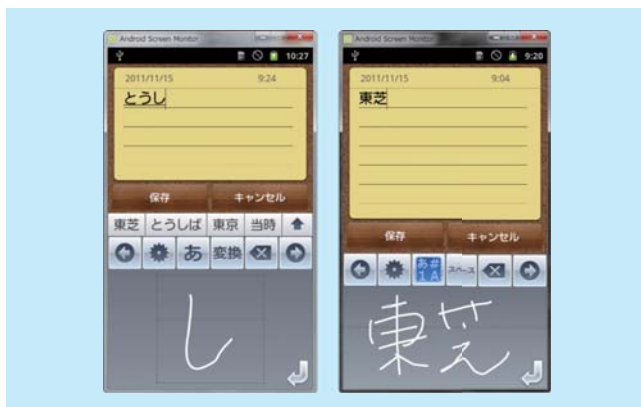 Android Screen Monitor
10:27
2011/11/15 9:24
とうし
保存 キャンセル
東芝 とうしば 東京 当時
あ 変換
し
Android Screen Monitor
9:20
2011/11/15 9:04
東芝
保存 キャンセル
あ#1A スペース
東芝